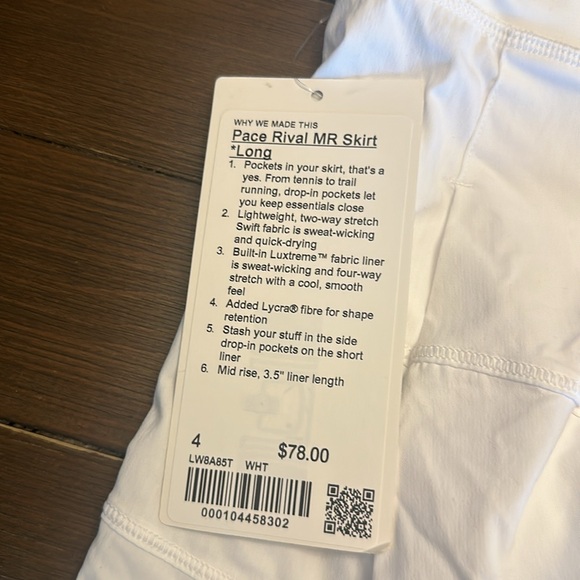 WHY WE MADE THIS
Pace Rival MR Skirt
*Long
1. Pockets in your skirt, that's a
yes. From tennis to trail
running, drop-in pockets let
you keep essentials close
2. Lightweight, two-way stretch
Swift fabric is sweat-wicking
and quick-drying
3. Built-in Luxtreme™ fabric liner
is sweat-wicking and four-way
stretch with a cool, smooth
feel
4. Added Lycra® fibre for shape
retention
5. Stash your stuff in the side
drop-in pockets on the short
liner
6. Mid rise, 3.5" liner length
4 $78.00
LW8A85T WHT
000104458302